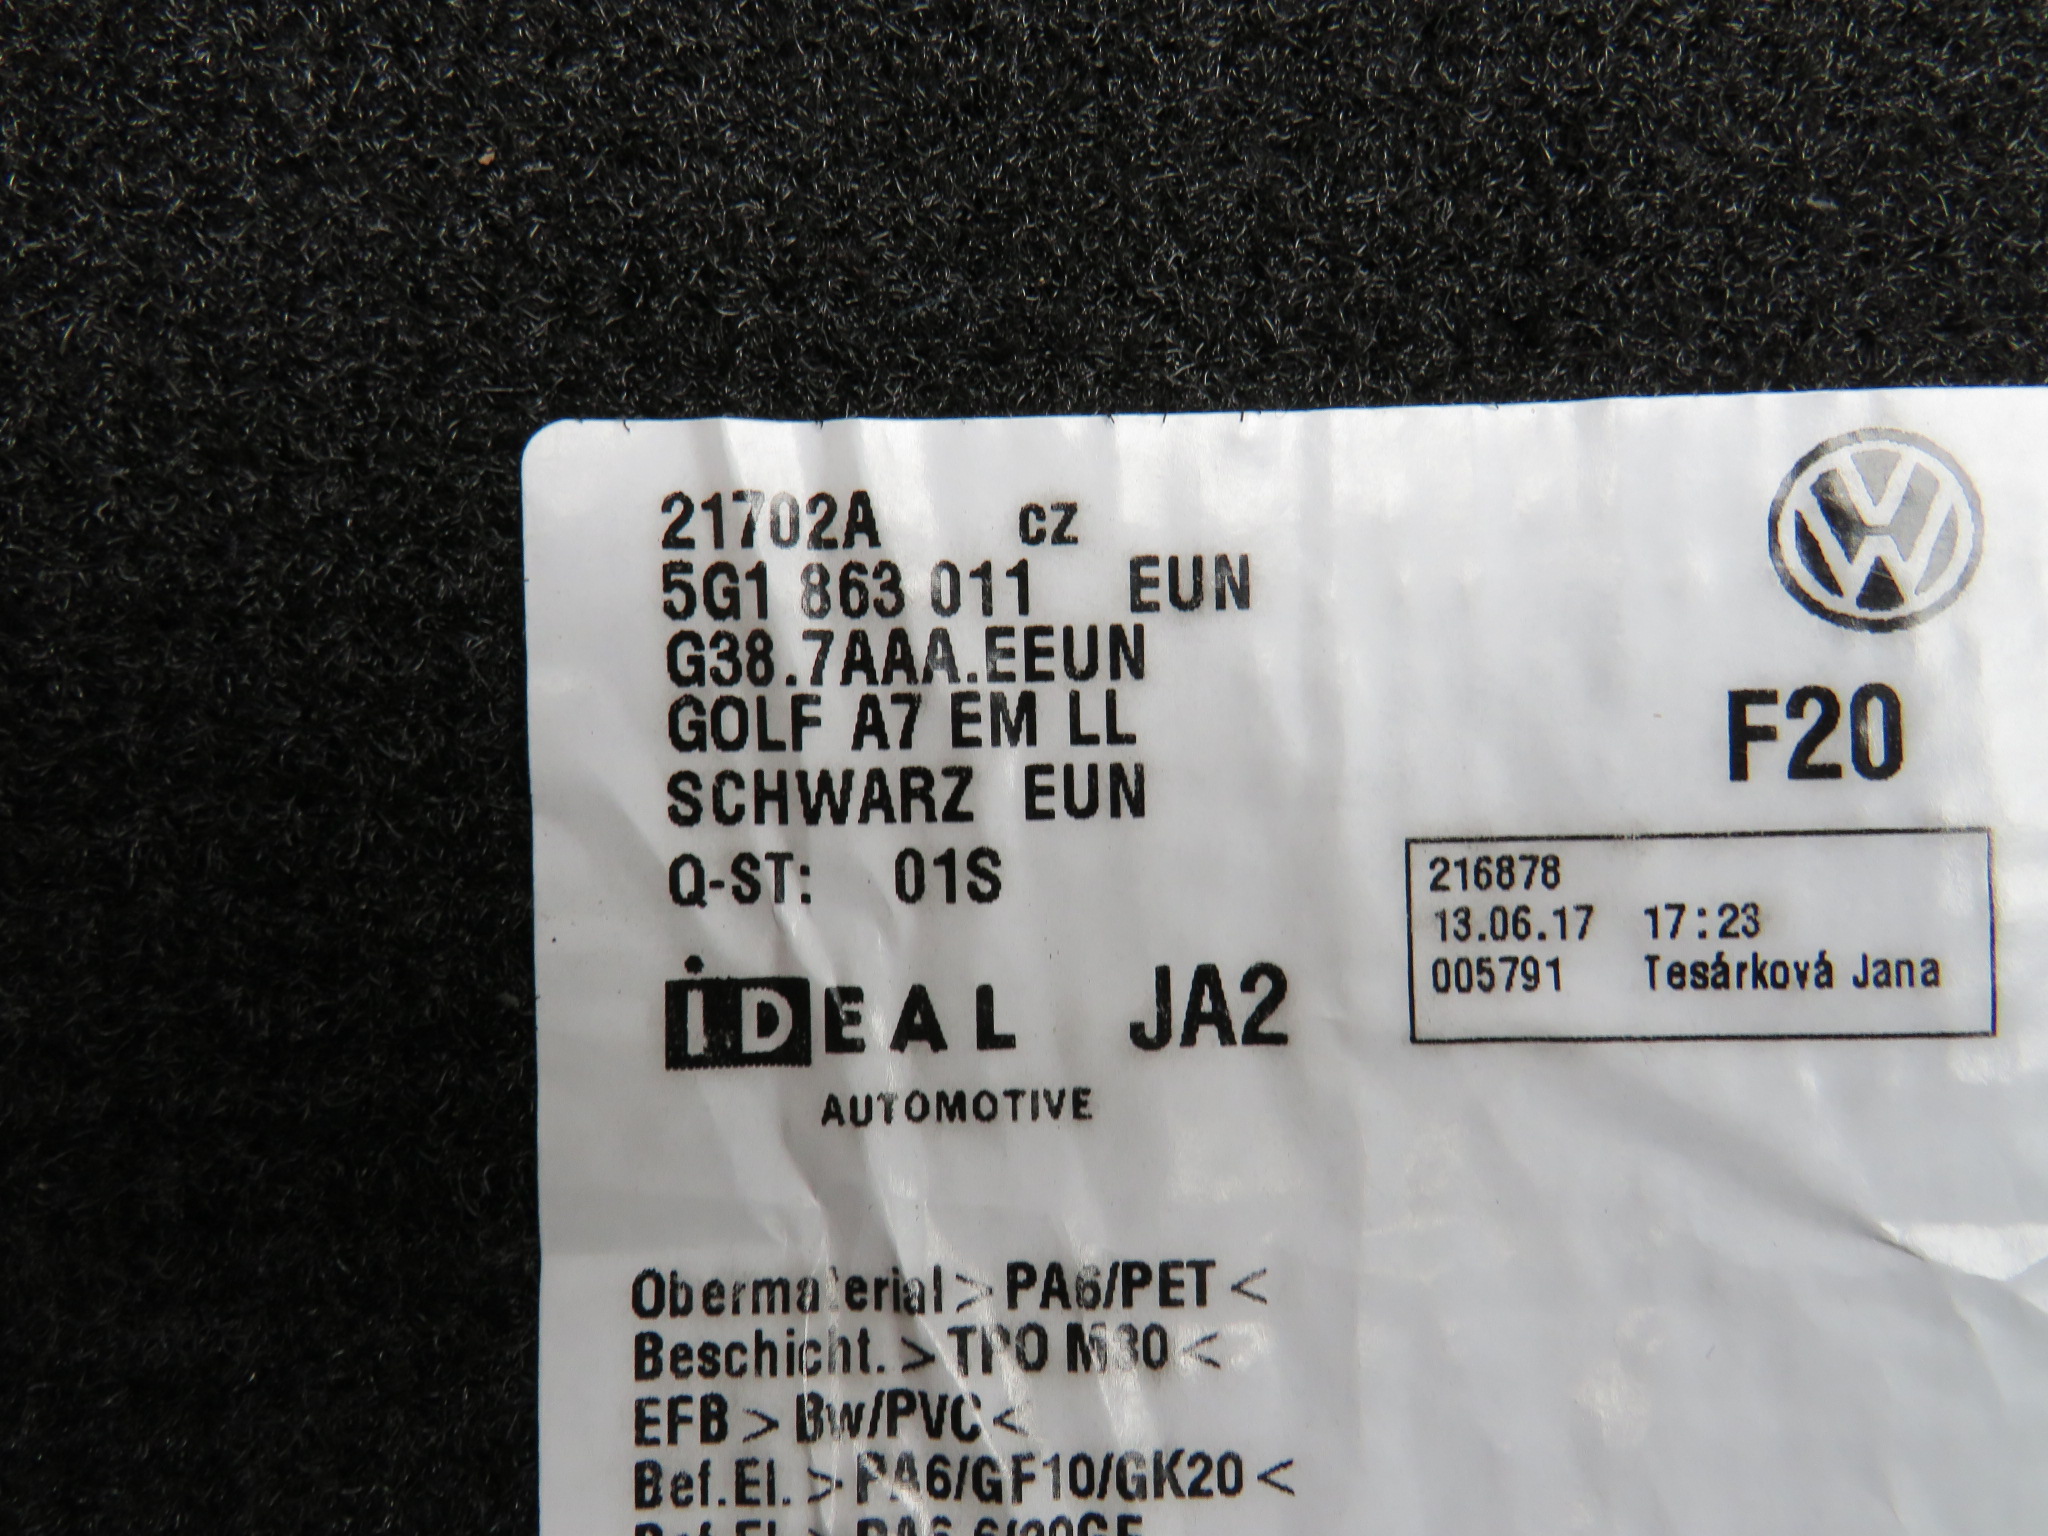 21702A CZ
5G1 863 011 EUN
G38.7AAA.EEUN
GOLF A7 EM LL
SCHWARZ EUN
Q-ST: 01S
iDEAL JA2
AUTOMOTIVE
VW
F20
216878
13.06.17 17:23
005791 Tesárková Jana
Obermaterial > PA6/PET <
Beschicht. > TPO M30 <
EFB > Bw/PVC <
Bef.El. > PA6/GF10/GK20 <